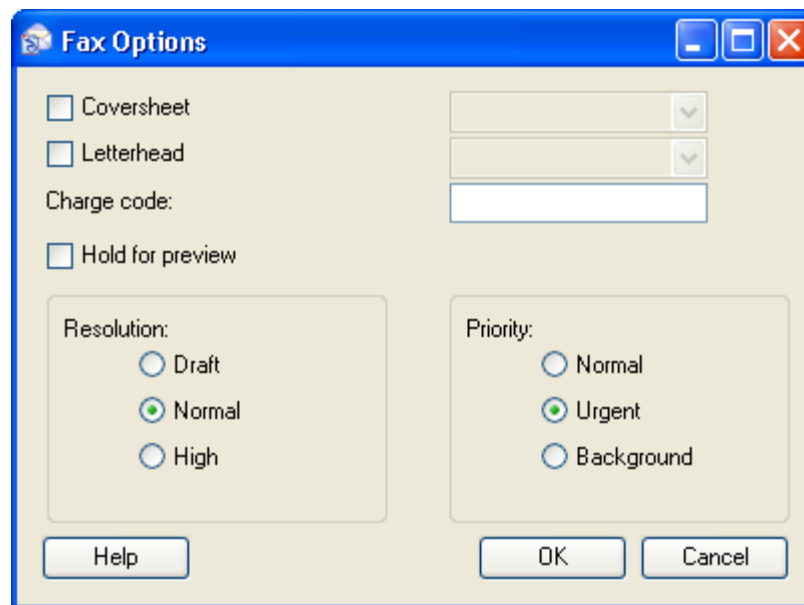 Fax Options
Coversheet
Letterhead
Charge code:
Hold for preview
Resolution:
Draft
Normal
High
Priority:
Normal
Urgent
Background
Help
OK
Cancel